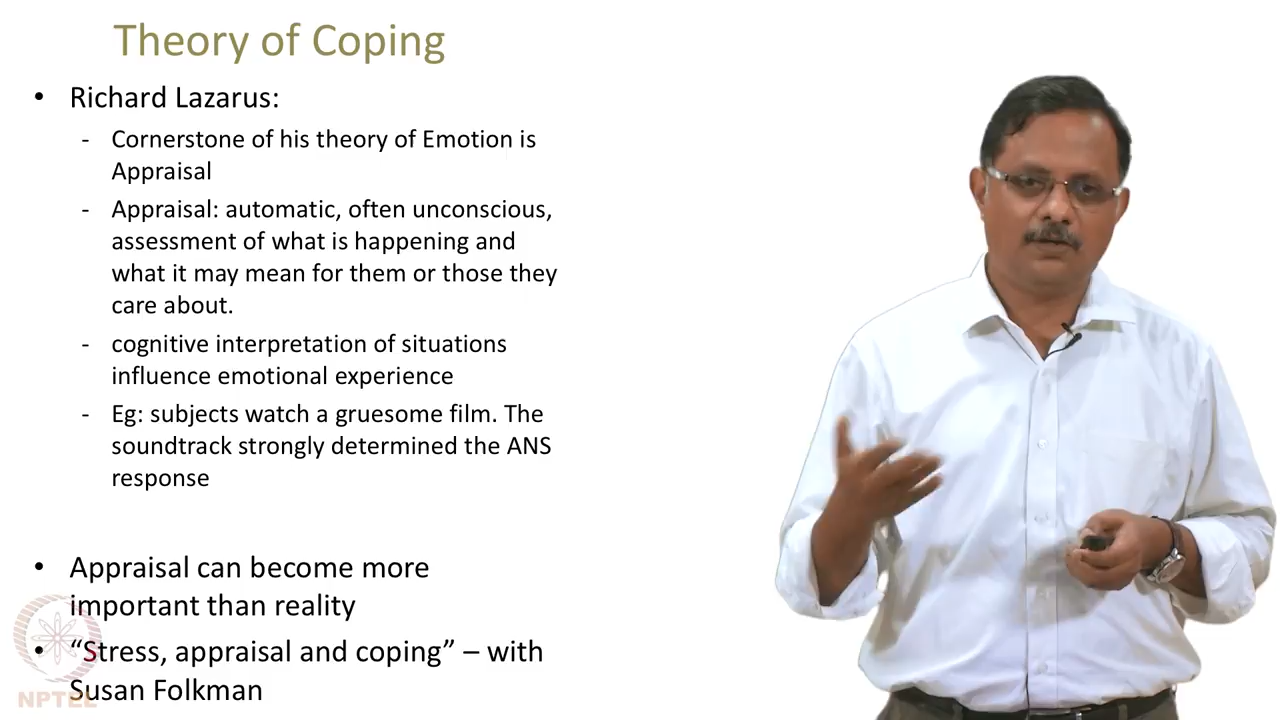 Theory of Coping
• Richard Lazarus:
- Cornerstone of his theory of Emotion is
Appraisal
- Appraisal: automatic, often unconscious,
assessment of what is happening and
what it may mean for them or those they
care about.
- cognitive interpretation of situations
influence emotional experience
- Eg: subjects watch a gruesome film. The
soundtrack strongly determined the ANS
response
• Appraisal can become more
important than reality
• “Stress, appraisal and coping” – with
Susan Folkman
NPTEL